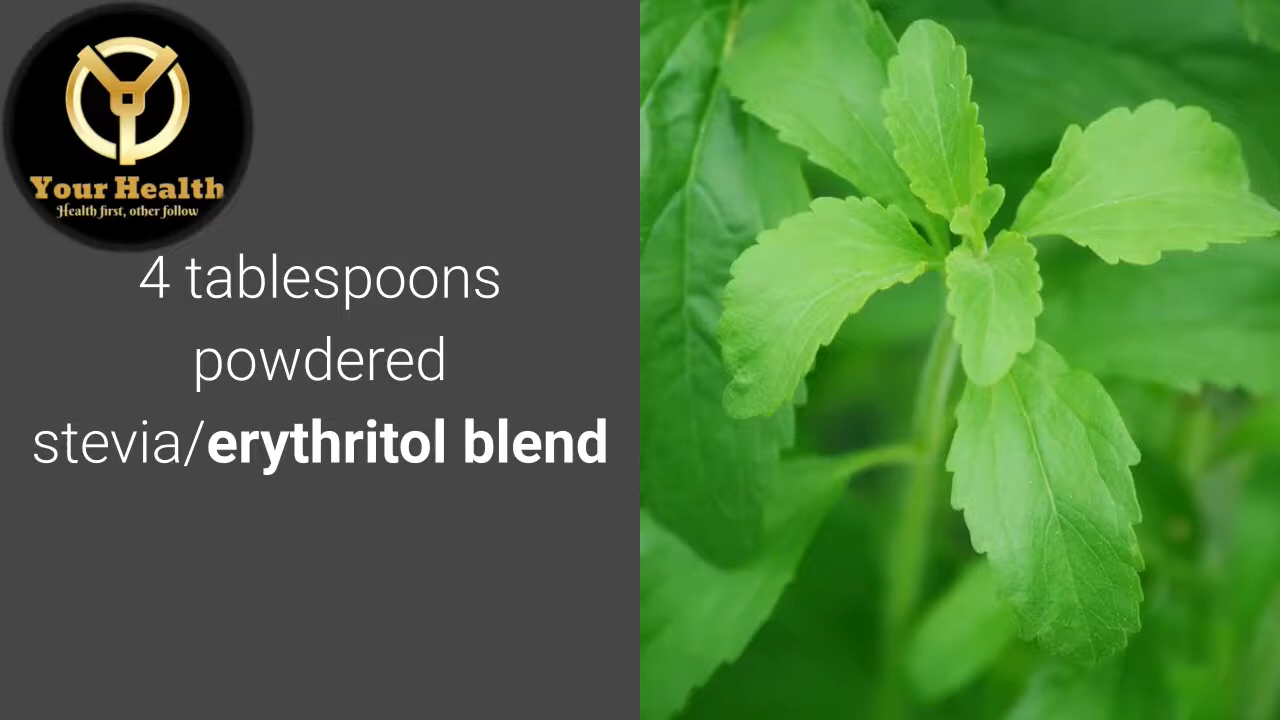 Your Health
Health first, other follow
4 tablespoons
powdered
stevia/erythritol blend